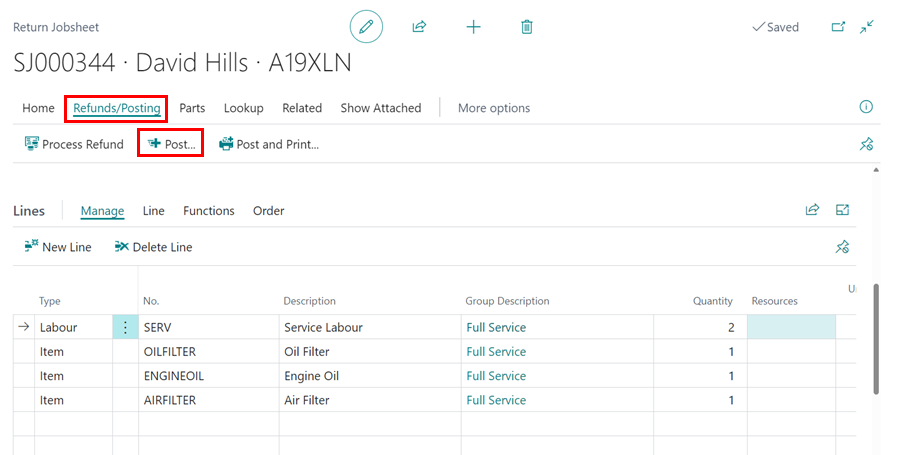 Return Jobsheet
Saved
SJ000344 · David Hills · A19XLN
Home Refunds/Posting Parts Lookup Related Show Attached More options
Process Refund Post... Post and Print...
Lines Manage Line Functions Order
New Line Delete Line
Type No. Description Group Description Quantity Resources
Labour SERV Service Labour Full Service 2
Item OILFILTER Oil Filter Full Service 1
Item ENGINEOIL Engine Oil Full Service 1
Item AIRFILTER Air Filter Full Service 1